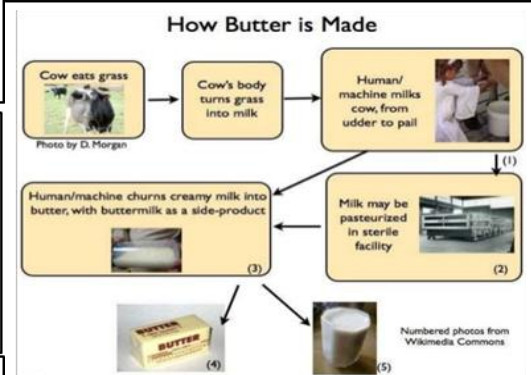 How Butter is Made
Cow eats grass
Photo by D. Morgan
Cow's body
turns grass
into milk
Human/
machine milks
cow, from
udder to pail
(1)
Human/machine churns creamy milk into
butter, with buttermilk as a side-product
(3)
Milk may be
pasteurized
in sterile
facility
(2)
BUTTER
BUTTER
(4)
(5)
Numbered photos from
Wikimedia Commons